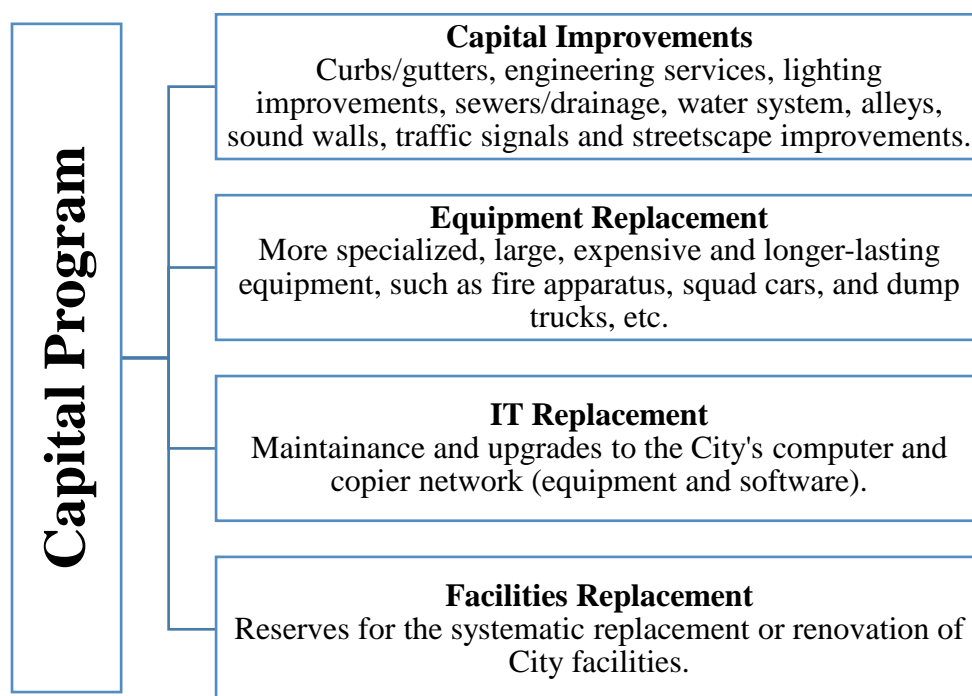 Capital Program
Capital Improvements
Curbs/gutters, engineering services, lighting
improvements, sewers/drainage, water system, alleys,
sound walls, traffic signals and streetscape improvements.
Equipment Replacement
More specialized, large, expensive and longer-lasting
equipment, such as fire apparatus, squad cars, and dump
trucks, etc.
IT Replacement
Maintainance and upgrades to the City's computer and
copier network (equipment and software).
Facilities Replacement
Reserves for the systematic replacement or renovation of
City facilities.